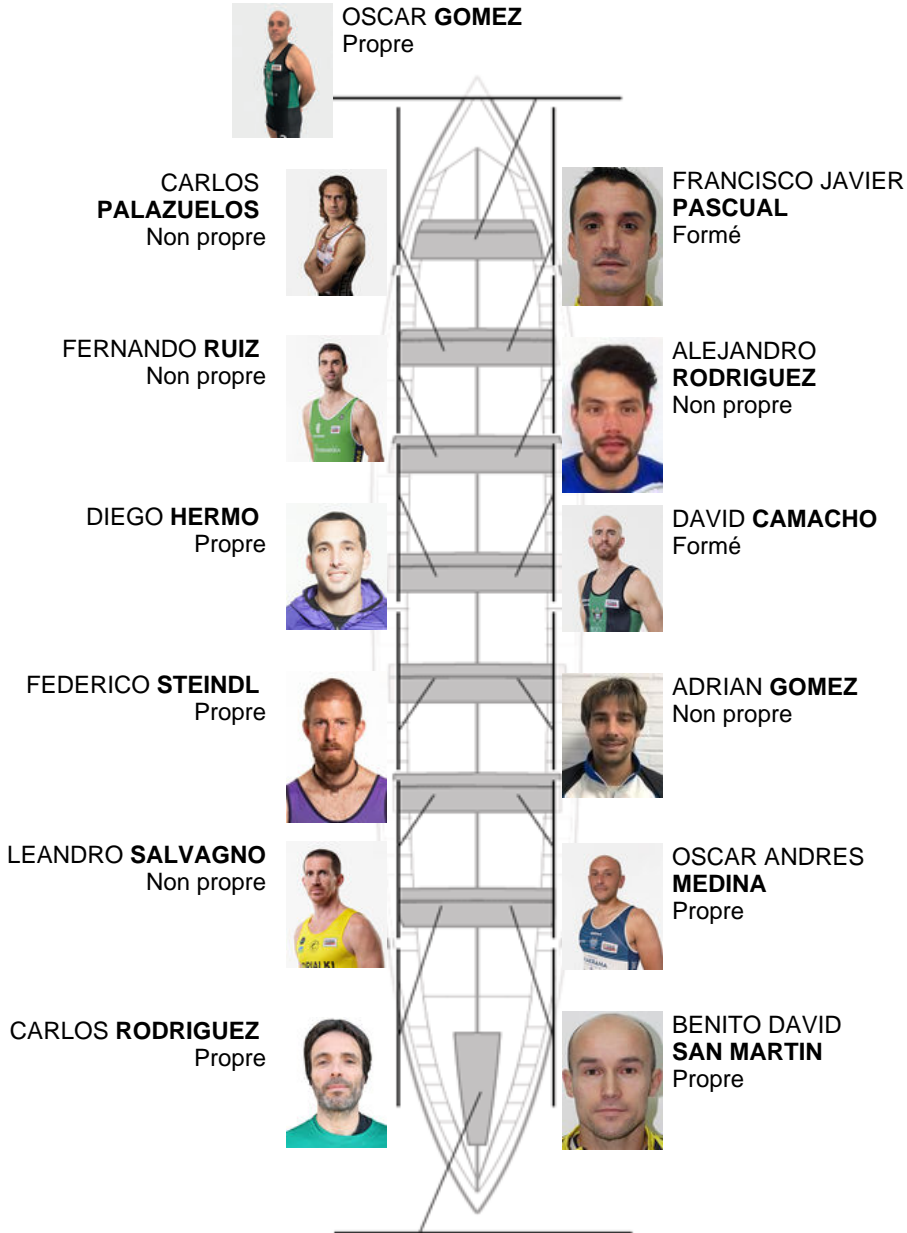 OSCAR GOMEZ
Propre
CARLOS
PALAZUELOS
Non propre
FRANCISCO JAVIER
PASCUAL
Formé
FERNANDO RUIZ
Non propre
ALEJANDRO
RODRIGUEZ
Non propre
DIEGO HERMO
Propre
DAVID CAMACHO
Formé
FEDERICO STEINDL
Propre
ADRIAN GOMEZ
Non propre
LEANDRO SALVAGNO
Non propre
OSCAR ANDRES
MEDINA
Propre
CARLOS RODRIGUEZ
Propre
BENITO DAVID
SAN MARTIN
Propre